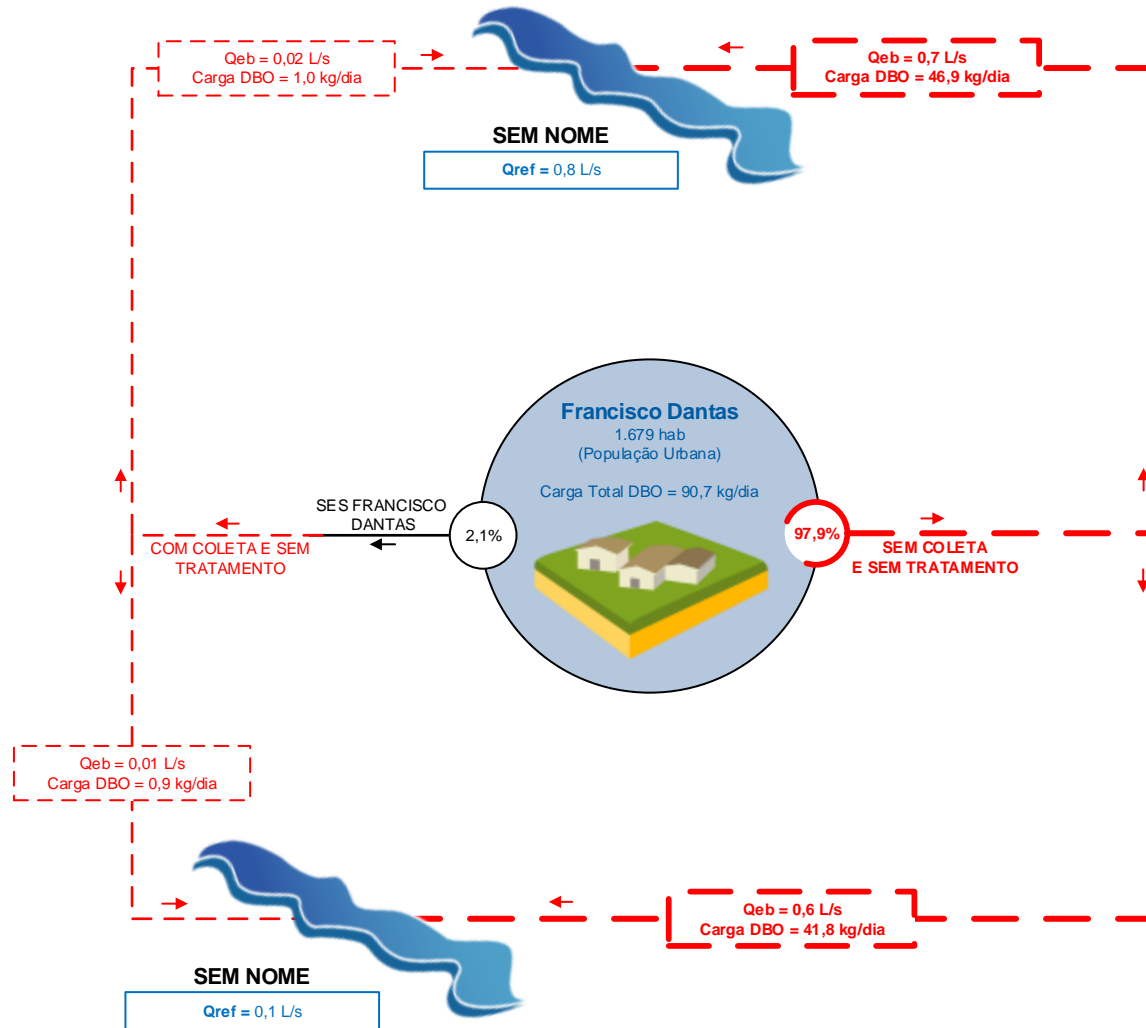 Qeb = 0,02 L/s
Carga DBO = 1,0 kg/dia
Qeb = 0,7 L/s
Carga DBO = 46,9 kg/dia
SEM NOME
Qref = 0,8 L/s
Francisco Dantas
1.679 hab
(População Urbana)
Carga Total DBO = 90,7 kg/dia
SES FRANCISCO
DANTAS
2,1%
97,9%
COM COLETA E SEM
TRATAMENTO
SEM COLETA
E SEM TRATAMENTO
Qeb = 0,01 L/s
Carga DBO = 0,9 kg/dia
Qeb = 0,6 L/s
Carga DBO = 41,8 kg/dia
SEM NOME
Qref = 0,1 L/s